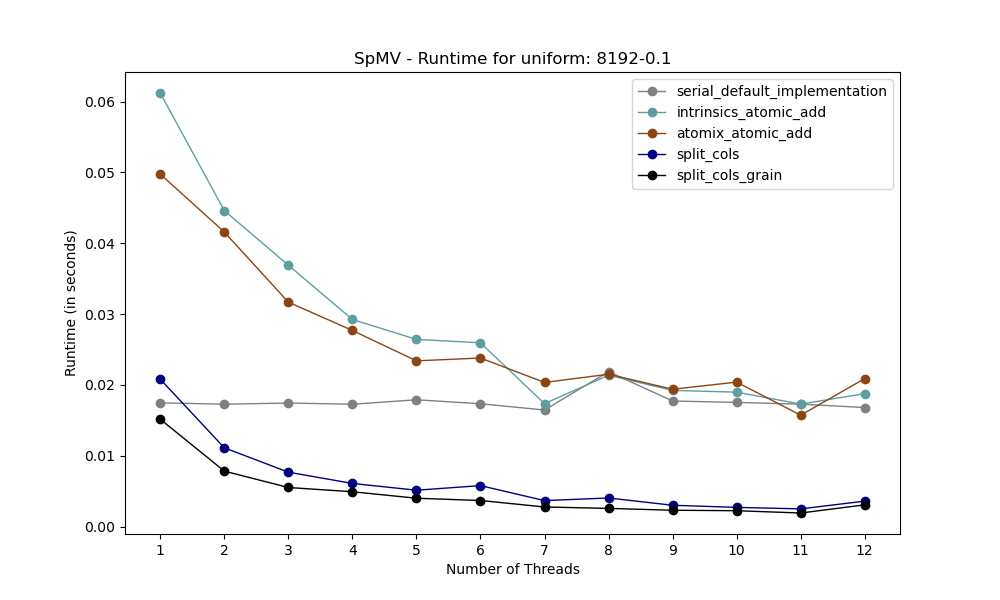 SpMV - Runtime for uniform: 8192-0.1
serial_default_implementation
intrinsics_atomic_add
atomix_atomic_add
split_cols
split_cols_grain
Runtime (in seconds)
0.06
0.05
0.04
0.03
0.02
0.01
0.00
1 2 3 4 5 6 7 8 9 10 11 12
Number of Threads